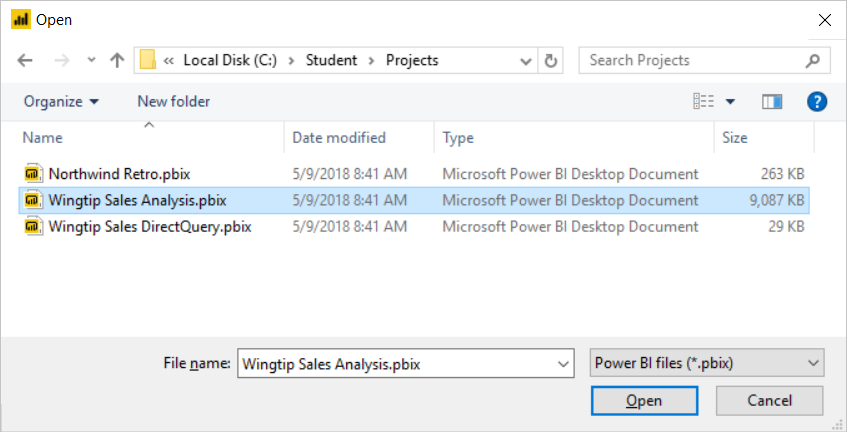 Open
« Local Disk (C:) > Student > Projects
Search Projects
Organize New folder
?
Name Date modified Type Size
Northwind Retro.pbix 5/9/2018 8:41 AM Microsoft Power BI Desktop Document 263 KB
Wingtip Sales Analysis.pbix 5/9/2018 8:41 AM Microsoft Power BI Desktop Document 9,087 KB
Wingtip Sales DirectQuery.pbix 5/9/2018 8:41 AM Microsoft Power BI Desktop Document 29 KB
File name: Wingtip Sales Analysis.pbix Power BI files (*.pbix)
Open Cancel